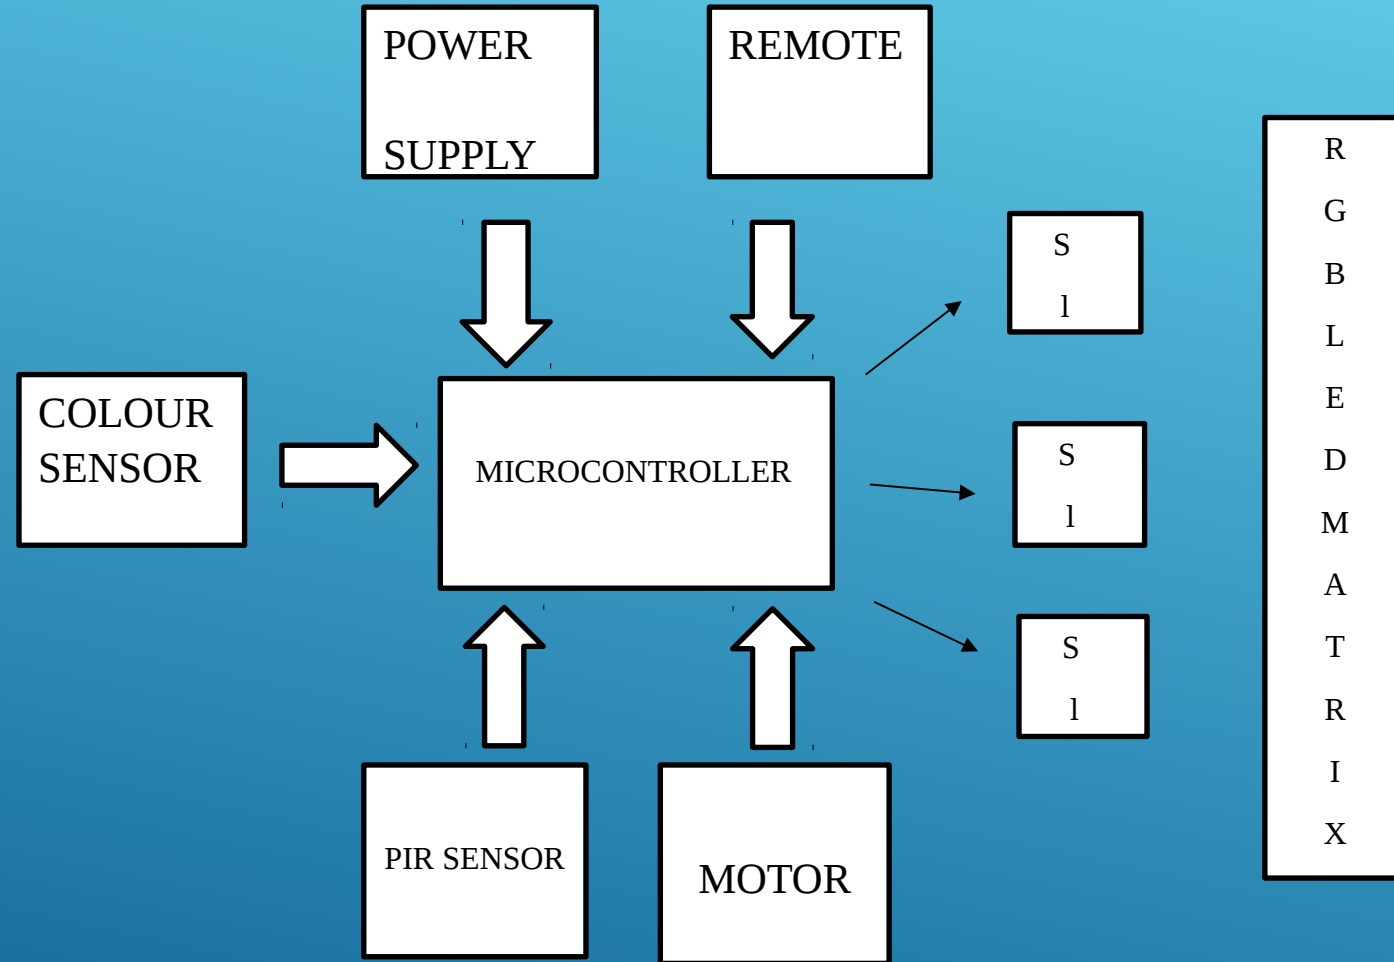 POWER
SUPPLY
REMOTE
COLOUR
SENSOR
MICROCONTROLLER
S
l
S
l
S
l
PIR SENSOR
MOTOR
R
G
B
L
E
D
M
A
T
R
I
X